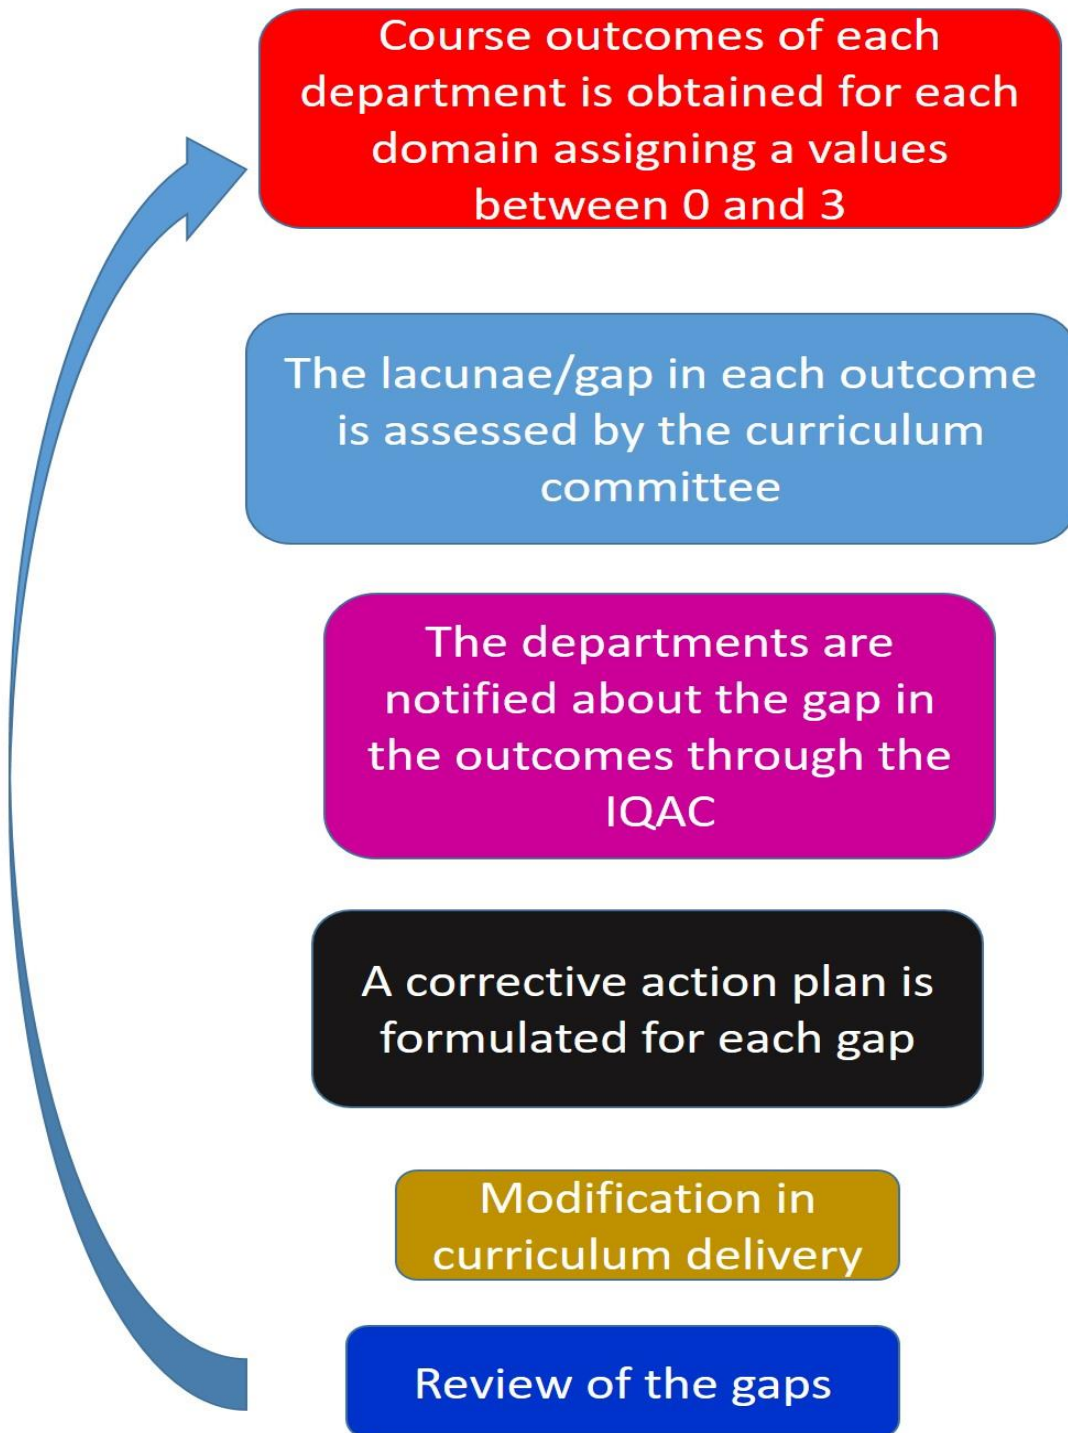 Course outcomes of each
department is obtained for each
domain assigning a values
between 0 and 3
The lacunae/gap in each outcome
is assessed by the curriculum
committee
The departments are
notified about the gap in
the outcomes through the
IQAC
A corrective action plan is
formulated for each gap
Modification in
curriculum delivery
Review of the gaps